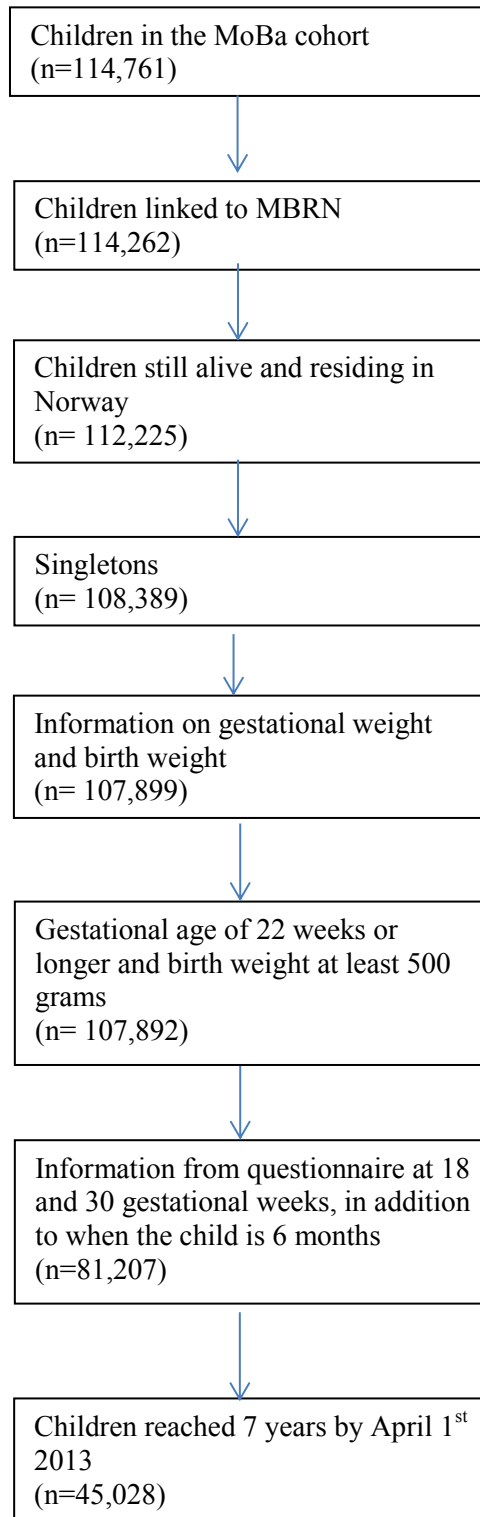 Children in the MoBa cohort
(n=114,761)
Children linked to MBRN
(n=114,262)
Children still alive and residing in
Norway
(n= 112,225)
Singletons
(n= 108,389)
Information on gestational weight
and birth weight
(n= 107,899)
Gestational age of 22 weeks or
longer and birth weight at least 500
grams
(n= 107,892)
Information from questionnaire at 18
and 30 gestational weeks, in addition
to when the child is 6 months
(n=81,207)
Children reached 7 years by April 1st
2013
(n=45,028)